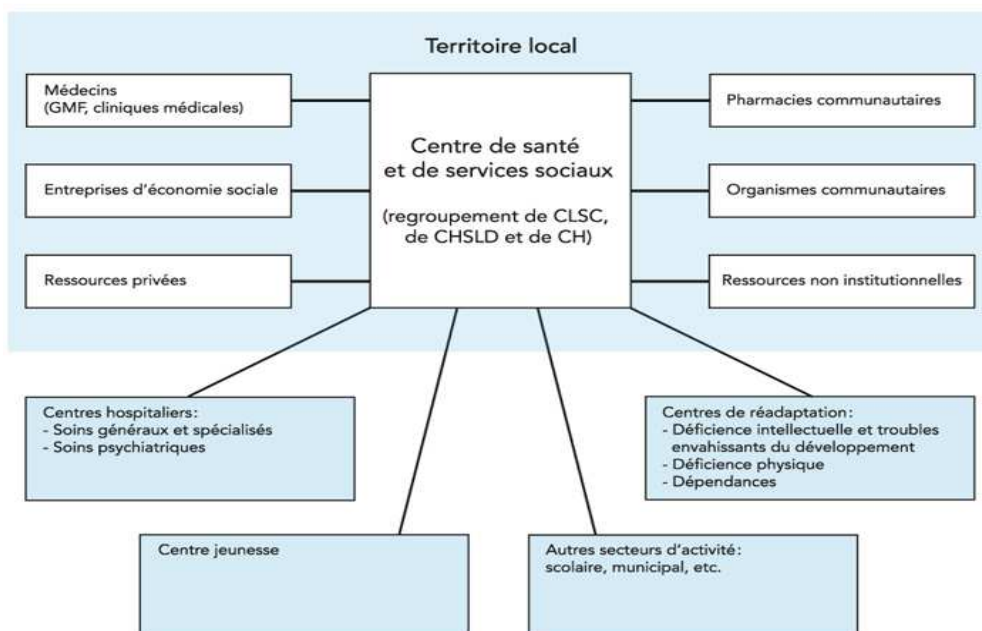 Territoire local
Médecins
(GMF, cliniques médicales)
Entreprises d'économie sociale
Ressources privées
Centre de santé
et de services sociaux
(regroupement de CLSC,
de CHSLD et de CH)
Pharmacies communautaires
Organismes communautaires
Ressources non institutionnelles
Centres hospitaliers:
- Soins généraux et spécialisés
- Soins psychiatriques
Centres de réadaptation:
- Déficience intellectuelle et troubles
envahissants du développement
- Déficience physique
- Dépendances
Centre jeunesse
Autres secteurs d'activité:
scolaire, municipal, etc.